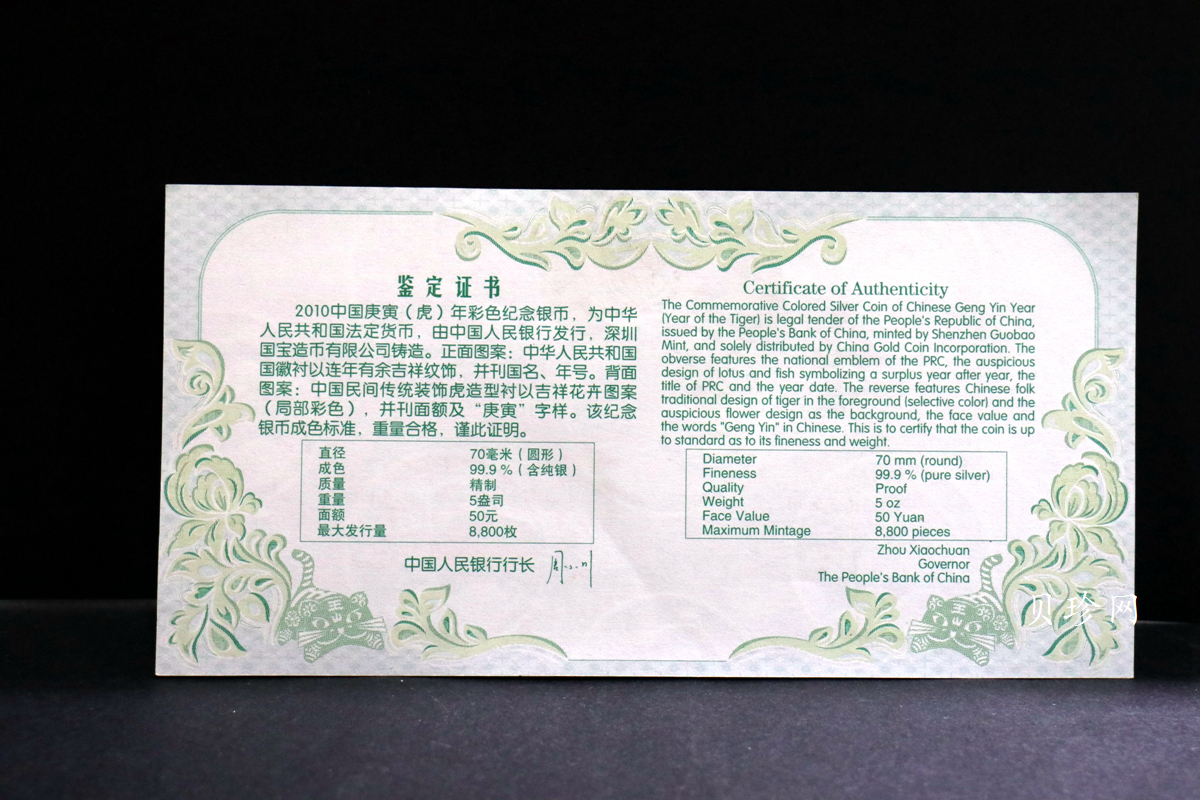 鉴定证书
2010中国庚寅（虎）年彩色纪念银币，为中华
人民共和国法定货币，由中国人民银行发行，深圳
国宝造币有限公司铸造。正面图案：中华人民共和国
国徽衬以连年有余吉祥纹饰，并刊国名、年号。背面
图案：中国民间传统装饰虎造型衬以吉祥花卉图案
（局部彩色），并刊面额及“庚寅”字样。该纪念
银币成色标准，重量合格，谨此证明。
直径 70毫米（圆形）
成色 99.9％（含纯银）
质量 精制
重量 5盎司
面额 50元
最大发行量 8,800枚
中国人民银行行长 周小川
Certificate of Authenticity
The Commemorative Colored Silver Coin of Chinese Geng Yin Year
(Year of the Tiger) is legal tender of the People's Republic of China,
issued by the People's Bank of China, minted by Shenzhen Guobao
Mint, and solely distributed by China Gold Coin Incorporation. The
obverse features the national emblem of the PRC, the auspicious
design of lotus and fish symbolizing a surplus year after year, the
title of PRC and the year date. The reverse features Chinese folk
traditional design of tiger in the foreground (selective color) and the
auspicious flower design as the background, the face value and
the words "Geng Yin" in Chinese. This is to certify that the coin is up
to standard as to its fineness and weight.
Diameter 70 mm (round)
Fineness 99.9 % (pure silver)
Quality Proof
Weight 5 oz
Face Value 50 Yuan
Maximum Mintage 8,800 pieces
Zhou Xiaochuan
Governor
The People's Bank of China
王
王
贝珍网